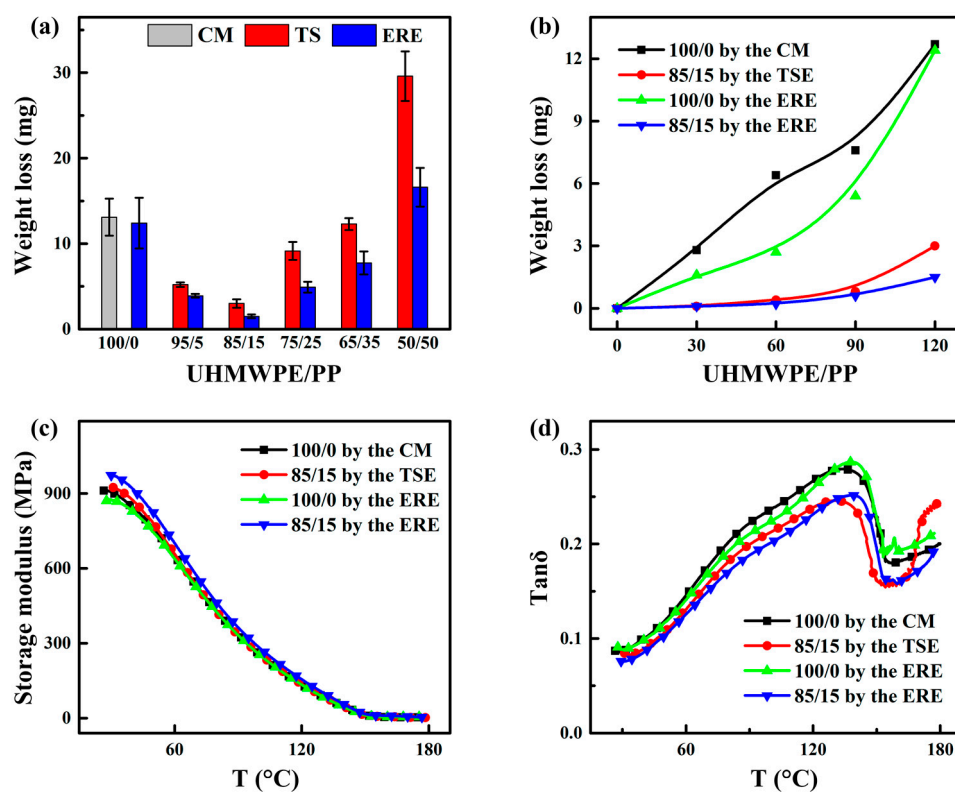 (a)
CM TS ERE
Weight loss (mg)
30
20
10
0
100/0 95/5 85/15 75/25 65/35 50/50
UHMWPE/PP
(b)
100/0 by the CM
85/15 by the TSE
100/0 by the ERE
85/15 by the ERE
Weight loss (mg)
12
9
6
3
0
0 30 60 90 120
UHMWPE/PP
(c)
100/0 by the CM
85/15 by the TSE
100/0 by the ERE
85/15 by the ERE
Storage modulus (MPa)
900
600
300
0
60 120 180
T (°C)
(d)
Tanδ
0.3
0.2
0.1
0.0
100/0 by the CM
85/15 by the TSE
100/0 by the ERE
85/15 by the ERE
60 120 180
T (°C)